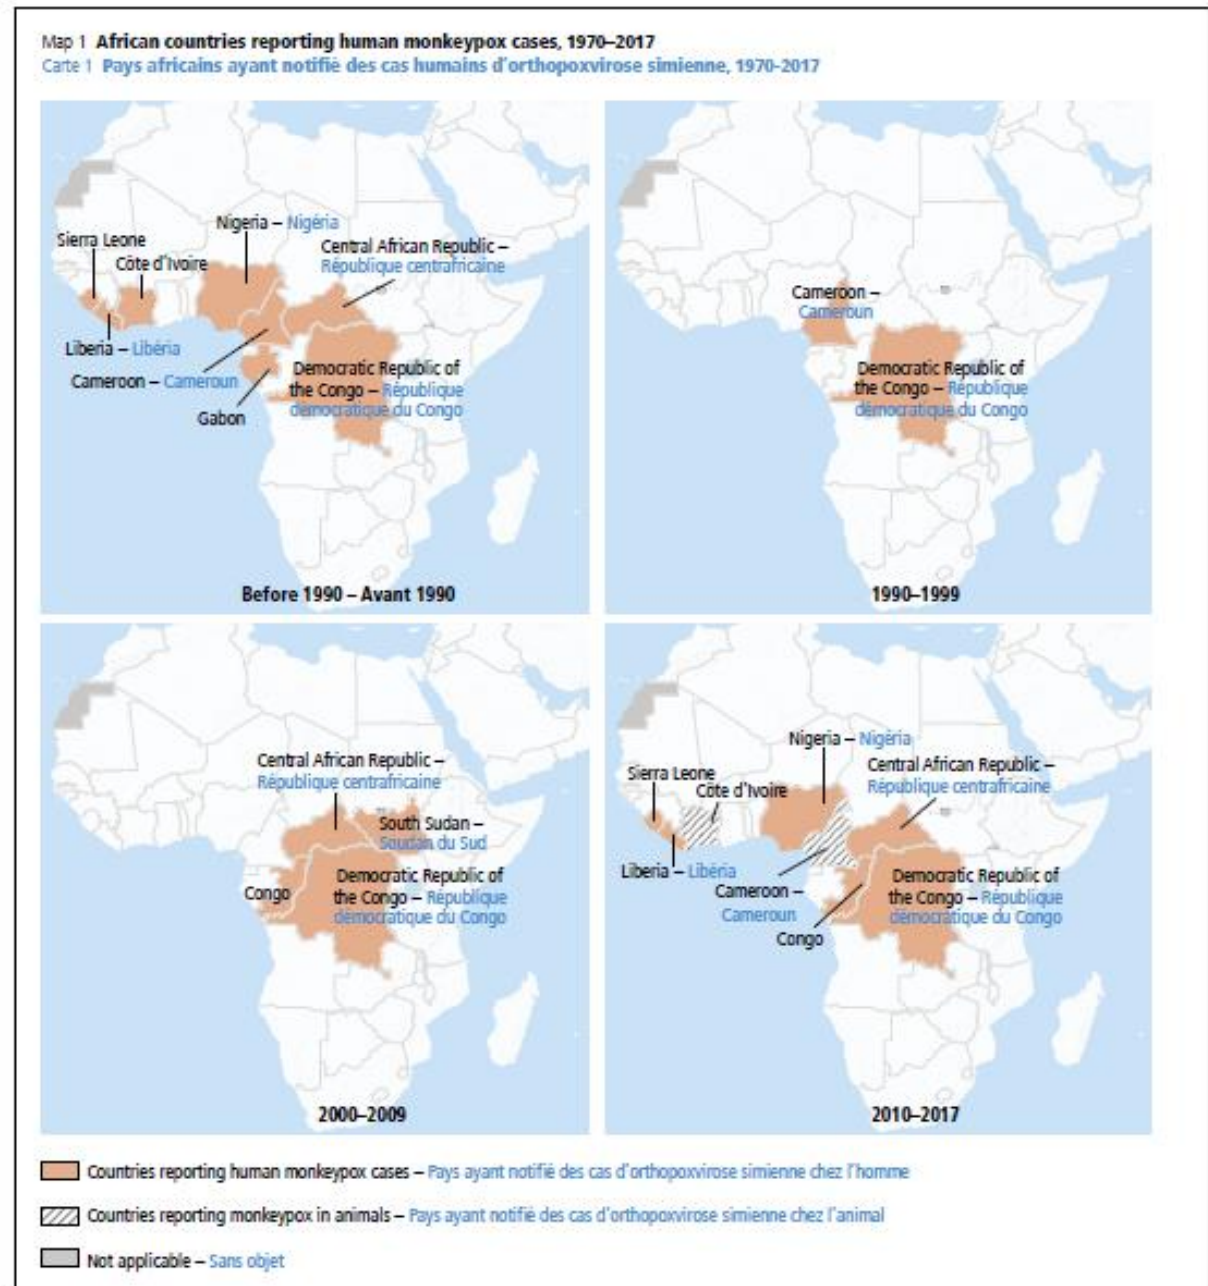 Map 1 African countries reporting human monkeypox cases, 1970–2017
Carte 1 Pays africains ayant notifié des cas humains d'orthopoxvirose simienne, 1970-2017
Nigeria – Nigéria
Sierra Leone
Côte d'Ivoire
Central African Republic –
République centrafricaine
Liberia – Libéria
Cameroon – Cameroun
Gabon
Democratic Republic of
the Congo – République
démocratique du Congo
Before 1990 – Avant 1990
Cameroon –
Cameroun
Democratic Republic of
the Congo – République
démocratique du Congo
1990–1999
Central African Republic –
République centrafricaine
South Sudan –
Soudan du Sud
Congo
Democratic Republic of
the Congo – République
démocratique du Congo
2000–2009
Nigeria – Nigéria
Sierra Leone
Côte d'Ivoire
Central African Republic –
République centrafricaine
Liberia – Libéria
Cameroon –
Cameroun
Congo
Democratic Republic of
the Congo – République
démocratique du Congo
2010–2017
Countries reporting human monkeypox cases – Pays ayant notifié des cas d'orthopoxvirose simienne chez l'homme
Countries reporting monkeypox in animals – Pays ayant notifié des cas d'orthopoxvirose simienne chez l'animal
Not applicable – Sans objet